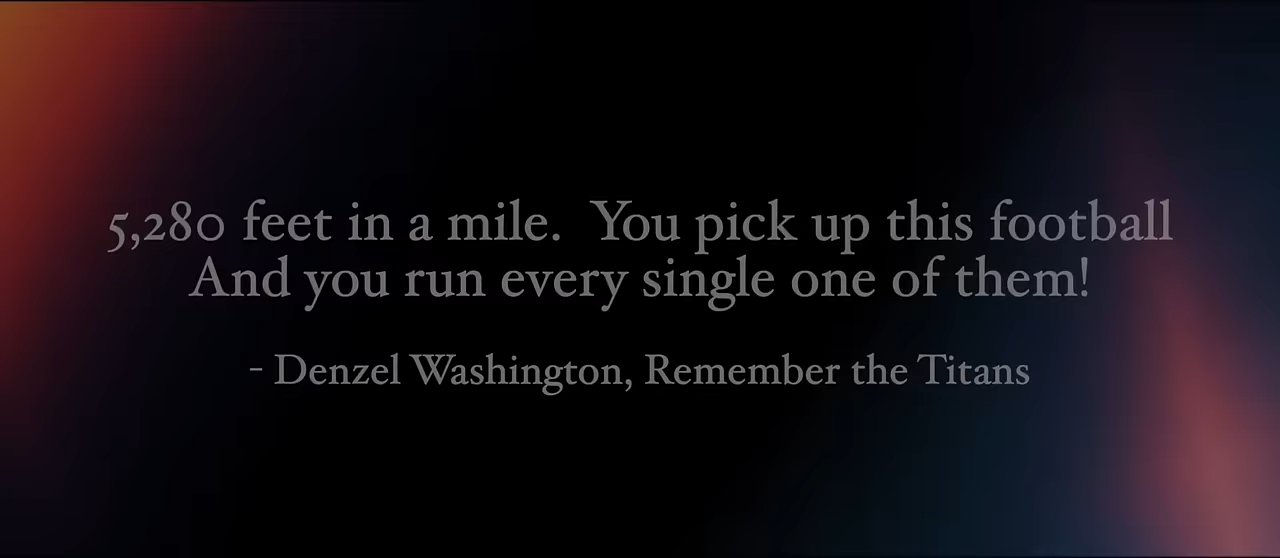 5,280 feet in a mile.  You pick up this football
And you run every single one of them!
- Denzel Washington, Remember the Titans